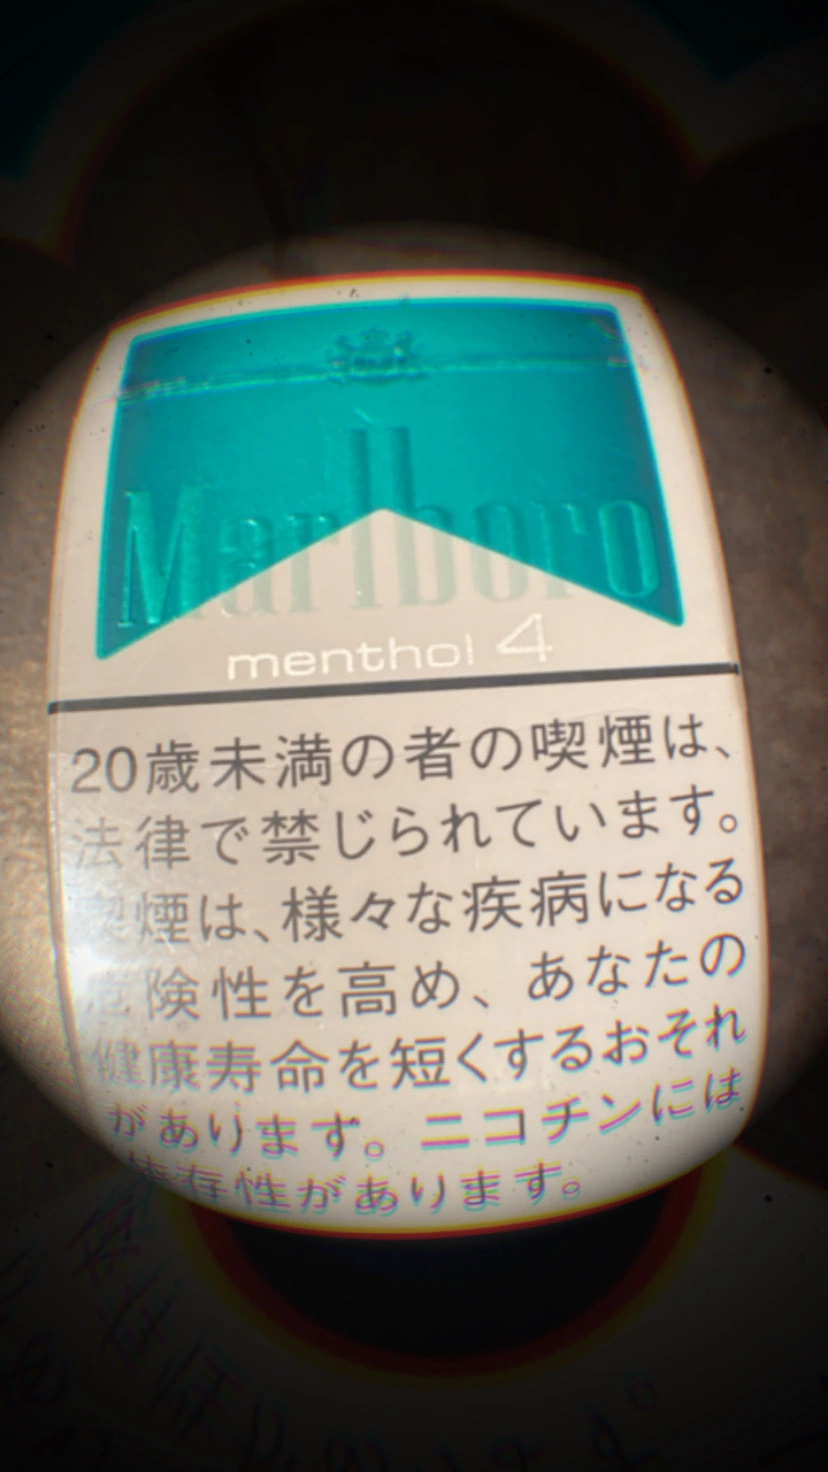 Marlboro
menthol 4
20歳未満の者の喫煙は、
法律で禁じられています。
喫煙は、様々な疾病になる
危険性を高め、あなたの
健康寿命を短くするおそれ
があります。ニコチンには
依存性があります。